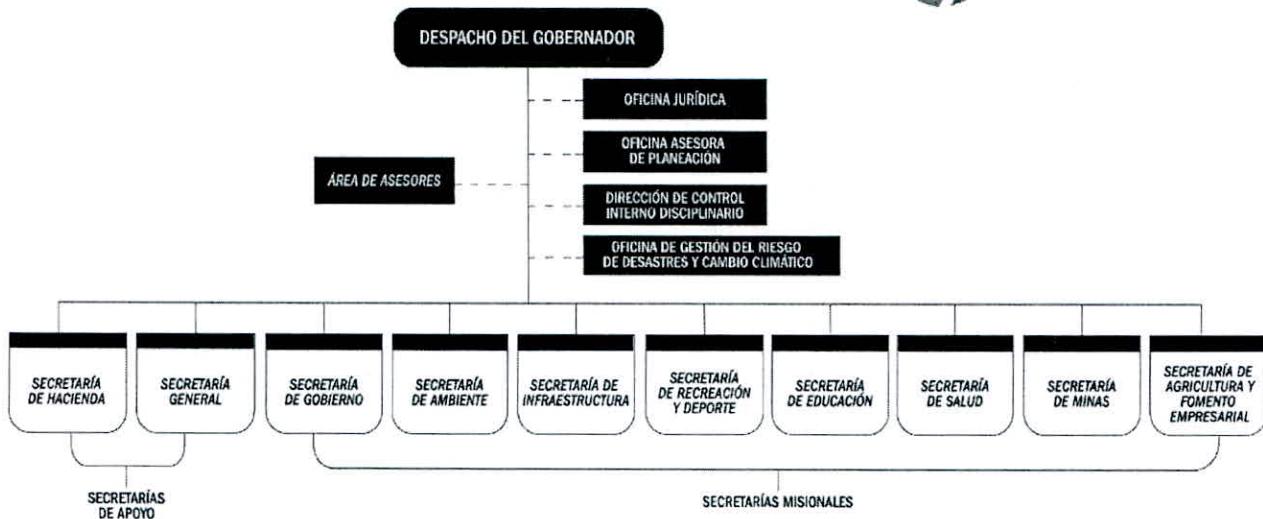 DESPACHO DEL GOBERNADOR
OFICINA JURÍDICA
OFICINA ASESORA
DE PLANEACIÓN
ÁREA DE ASESORES
DIRECCIÓN DE CONTROL
INTERNO DISCIPLINARIO
OFICINA DE GESTIÓN DEL RIESGO
DE DESASTRES Y CAMBIO CLIMÁTICO
SECRETARÍA
DE HACIENDA
SECRETARÍA
GENERAL
SECRETARÍA
DE GOBIERNO
SECRETARÍA
DE AMBIENTE
SECRETARÍA DE
INFRAESTRUCTURA
SECRETARÍA
DE RECREACIÓN
Y DEPORTE
SECRETARÍA
DE EDUCACIÓN
SECRETARÍA
DE SALUD
SECRETARÍA
DE MINAS
SECRETARÍA DE
AGRICULTURA Y
FOMENTO
EMPRESARIAL
SECRETARÍAS
DE APOYO
SECRETARÍAS MISIONALES